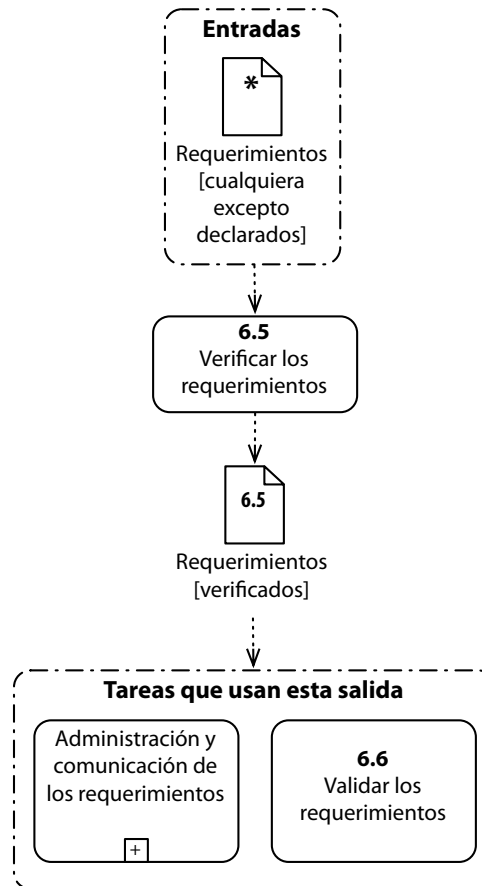 Entradas
*
Requerimientos
[cualquiera
excepto
declarados]
6.5
Verificar los
requerimientos
6.5
Requerimientos
[verificados]
Tareas que usan esta salida
Administración y
comunicación de
los requerimientos
+
6.6
Validar los
requerimientos